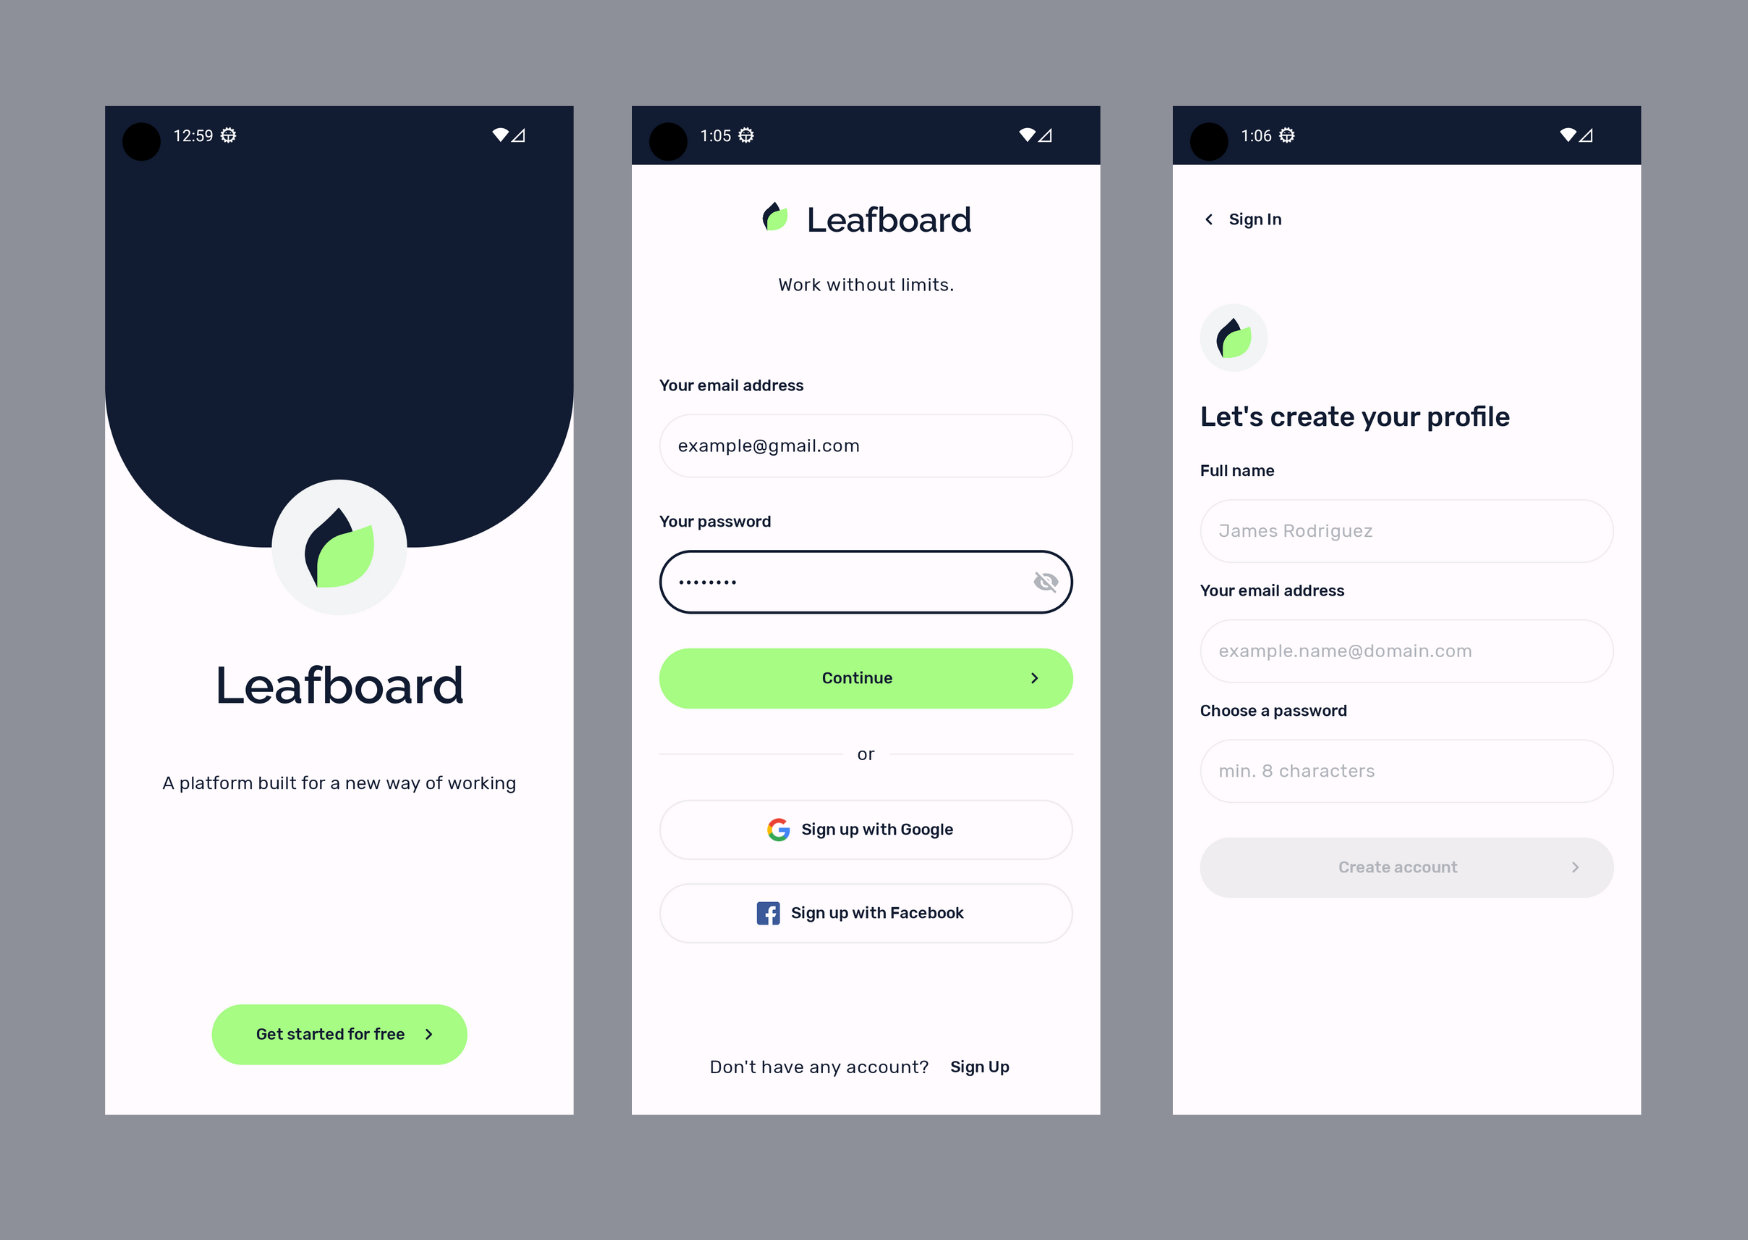 12:59
Leafboard
A platform built for a new way of working
Get started for free
1:05
Leafboard
Work without limits.
Your email address
example@gmail.com
Your password
••••••••
Continue
or
Sign up with Google
Sign up with Facebook
Don't have any account? Sign Up
1:06
Sign In
Let's create your profile
Full name
James Rodriguez
Your email address
example.name@domain.com
Choose a password
min. 8 characters
Create account